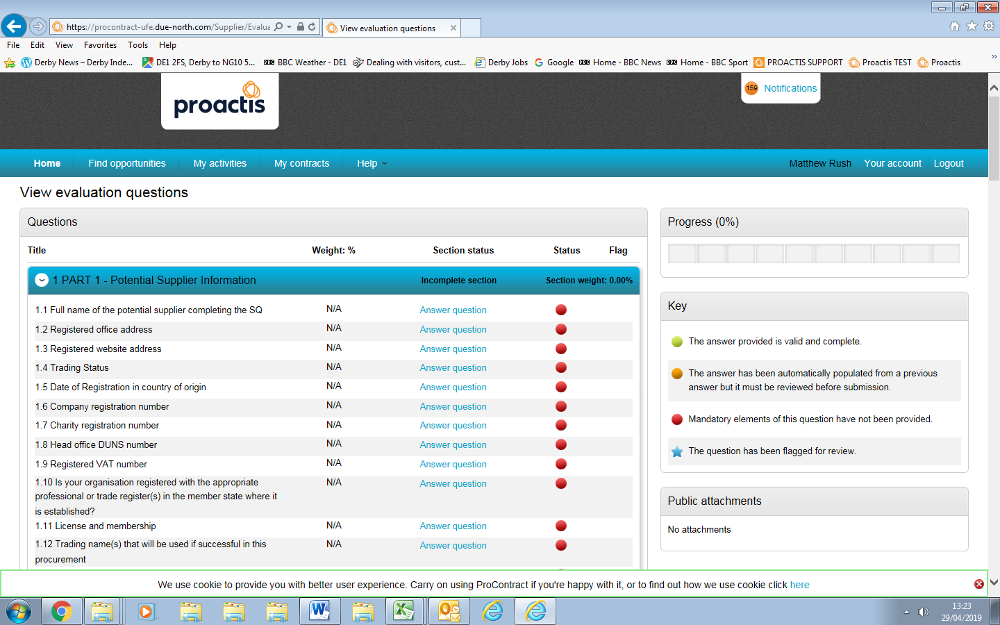 https://procontract-ufe.due-north.com/Supplier/Evalua
View evaluation questions
File Edit View Favorites Tools Help
Derby News – Derby Inde... DE1 2FS, Derby to NG10 5... BBC Weather - DE1 Dealing with visitors, cust... Derby Jobs Google Home - BBC News Home - BBC Sport PROACTIS SUPPORT Proactis TEST Proactis
proactis
159 Notifications
Home Find opportunities My activities My contracts Help Matthew Rush Your account Logout
View evaluation questions
Questions
Title Weight: % Section status Status Flag
1 PART 1 - Potential Supplier Information Incomplete section Section weight: 0.00%
1.1 Full name of the potential supplier completing the SQ N/A Answer question
1.2 Registered office address N/A Answer question
1.3 Registered website address N/A Answer question
1.4 Trading Status N/A Answer question
1.5 Date of Registration in country of origin N/A Answer question
1.6 Company registration number N/A Answer question
1.7 Charity registration number N/A Answer question
1.8 Head office DUNS number N/A Answer question
1.9 Registered VAT number N/A Answer question
1.10 Is your organisation registered with the appropriate N/A Answer question
professional or trade register(s) in the member state where it
is established?
1.11 License and membership N/A Answer question
1.12 Trading name(s) that will be used if successful in this N/A Answer question
procurement
Progress (0%)
Key
The answer provided is valid and complete.
The answer has been automatically populated from a previous
answer but it must be reviewed before submission.
Mandatory elements of this question have not been provided.
The question has been flagged for review.
Public attachments
No attachments
We use cookie to provide you with better user experience. Carry on using ProContract if you're happy with it, or to find out how we use cookie click here
13:23
29/04/2019